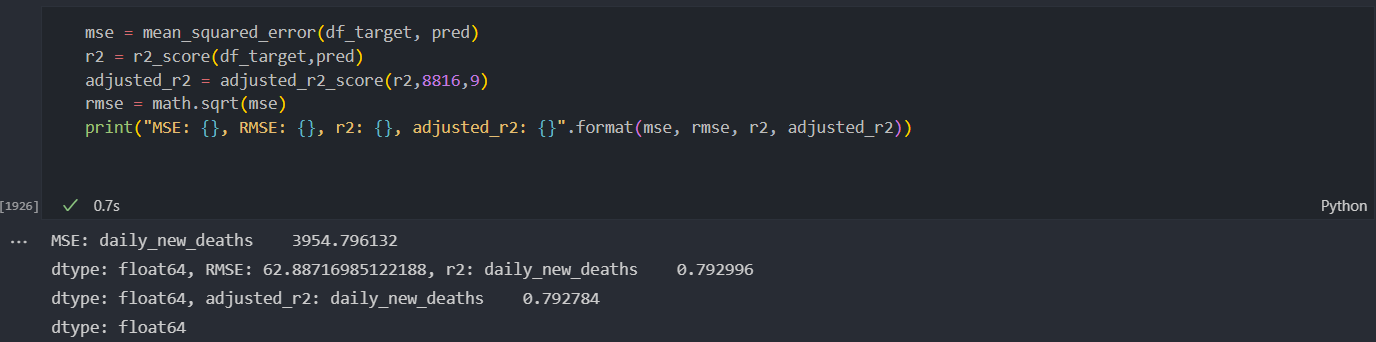 mse = mean_squared_error(df_target, pred)
r2 = r2_score(df_target,pred)
adjusted_r2 = adjusted_r2_score(r2,8816,9)
rmse = math.sqrt(mse)
print("MSE: {}, RMSE: {}, r2: {}, adjusted_r2: {}".format(mse, rmse, r2, adjusted_r2))
[1926] 0.7s Python
... MSE: daily_new_deaths    3954.796132
dtype: float64, RMSE: 62.88716985122188, r2: daily_new_deaths    0.792996
dtype: float64, adjusted_r2: daily_new_deaths    0.792784
dtype: float64